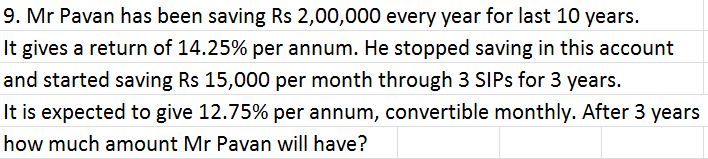 9. Mr Pavan has been saving Rs 2,00,000 every year for last 10 years.
It gives a return of 14.25% per annum. He stopped saving in this account
and started saving Rs 15,000 per month through 3 SIPs for 3 years.
It is expected to give 12.75% per annum, convertible monthly. After 3 years
how much amount Mr Pavan will have?